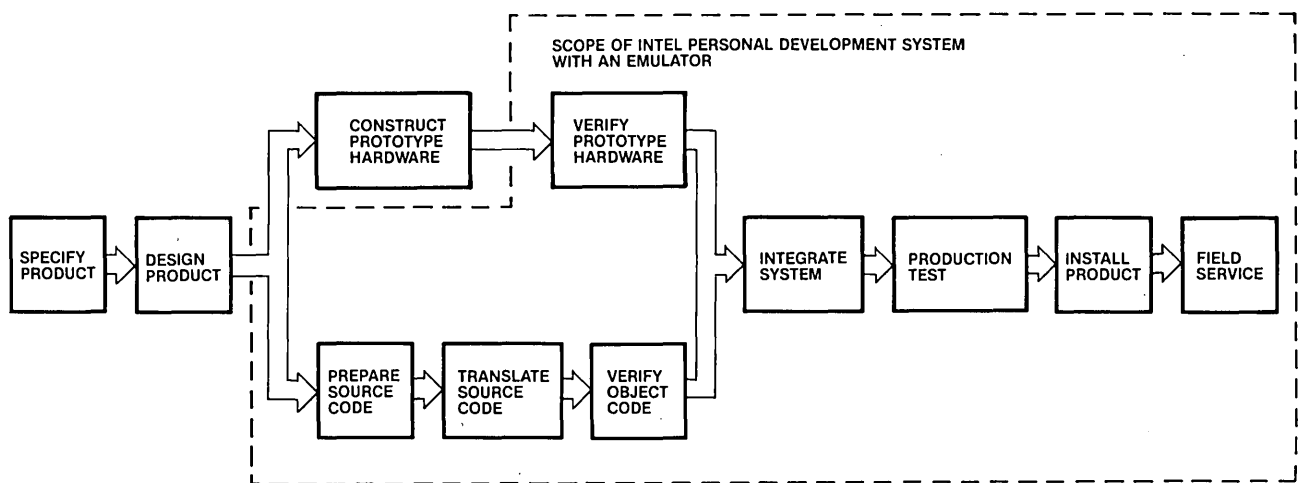 SCOPE OF INTEL PERSONAL DEVELOPMENT SYSTEM
WITH AN EMULATOR
CONSTRUCT
PROTOTYPE
HARDWARE
VERIFY
PROTOTYPE
HARDWARE
SPECIFY
PRODUCT
DESIGN
PRODUCT
INTEGRATE
SYSTEM
PRODUCTION
TEST
INSTALL
PRODUCT
FIELD
SERVICE
PREPARE
SOURCE
CODE
TRANSLATE
SOURCE
CODE
VERIFY
OBJECT
CODE